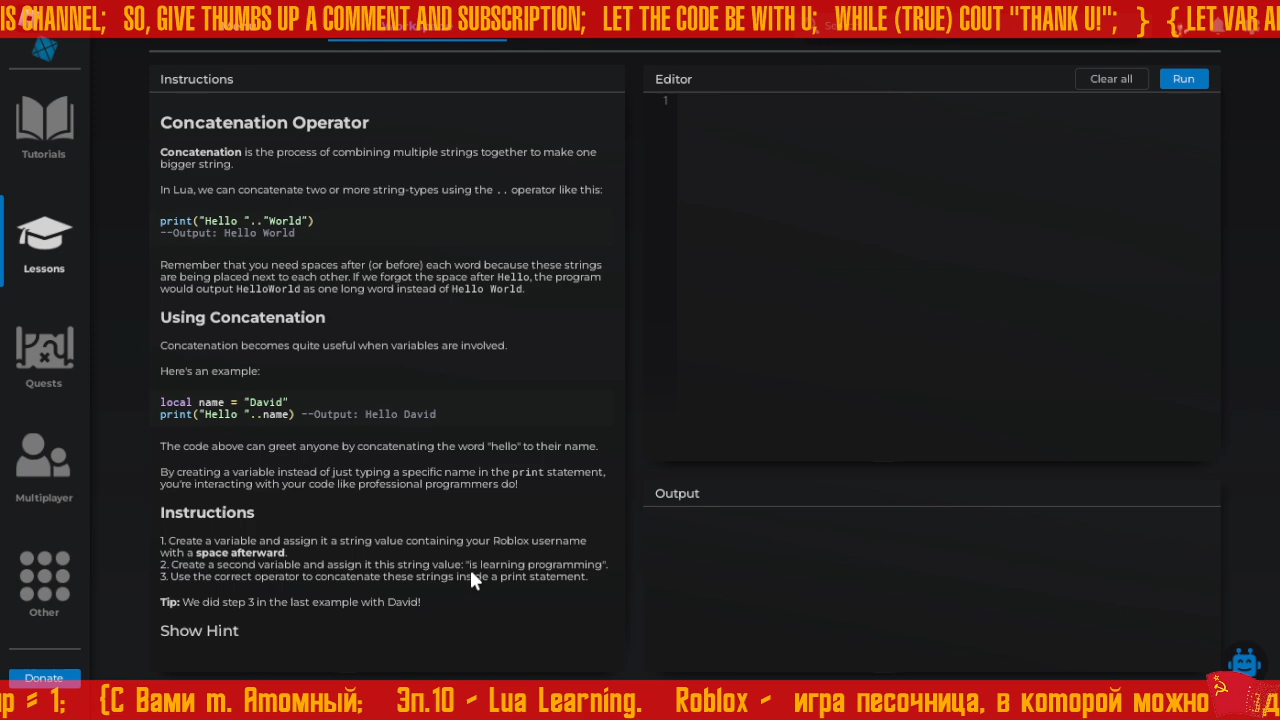 IS CHANNEL; SO, GIVE THUMBS UP A COMMENT AND SUBSCRIPTION; LET THE CODE BE WITH U; WHILE (TRUE) COUT "THANK U!"; } { LET VAR
Instructions
Concatenation Operator
Concatenation is the process of combining multiple strings together to make one
bigger string.
In Lua, we can concatenate two or more string-types using the .. operator like this:
print("Hello ".."World")
--Output: Hello World
Remember that you need spaces after (or before) each word because these strings
are being placed next to each other. If we forgot the space after Hello, the program
would output HelloWorld as one long word instead of Hello World.
Using Concatenation
Concatenation becomes quite useful when variables are involved.
Here's an example:
local name = "David"
print("Hello "..name) --Output: Hello David
The code above can greet anyone by concatenating the word "hello" to their name.
By creating a variable instead of just typing a specific name in the print statement,
you're interacting with your code like professional programmers do!
Instructions
1. Create a variable and assign it a string value containing your Roblox username
with a space afterward.
2. Create a second variable and assign it this string value: "is learning programming".
3. Use the correct operator to concatenate these strings inside a print statement.
Tip: We did step 3 in the last example with David!
Show Hint
Editor
Clear all
Run
1
Output
Tutorials
Lessons
Quests
Multiplayer
Other
Donate
р = 1; {С Вами т. Атомный; Эп.10 - Lua Learning. Roblox - игра песочница, в которой можно